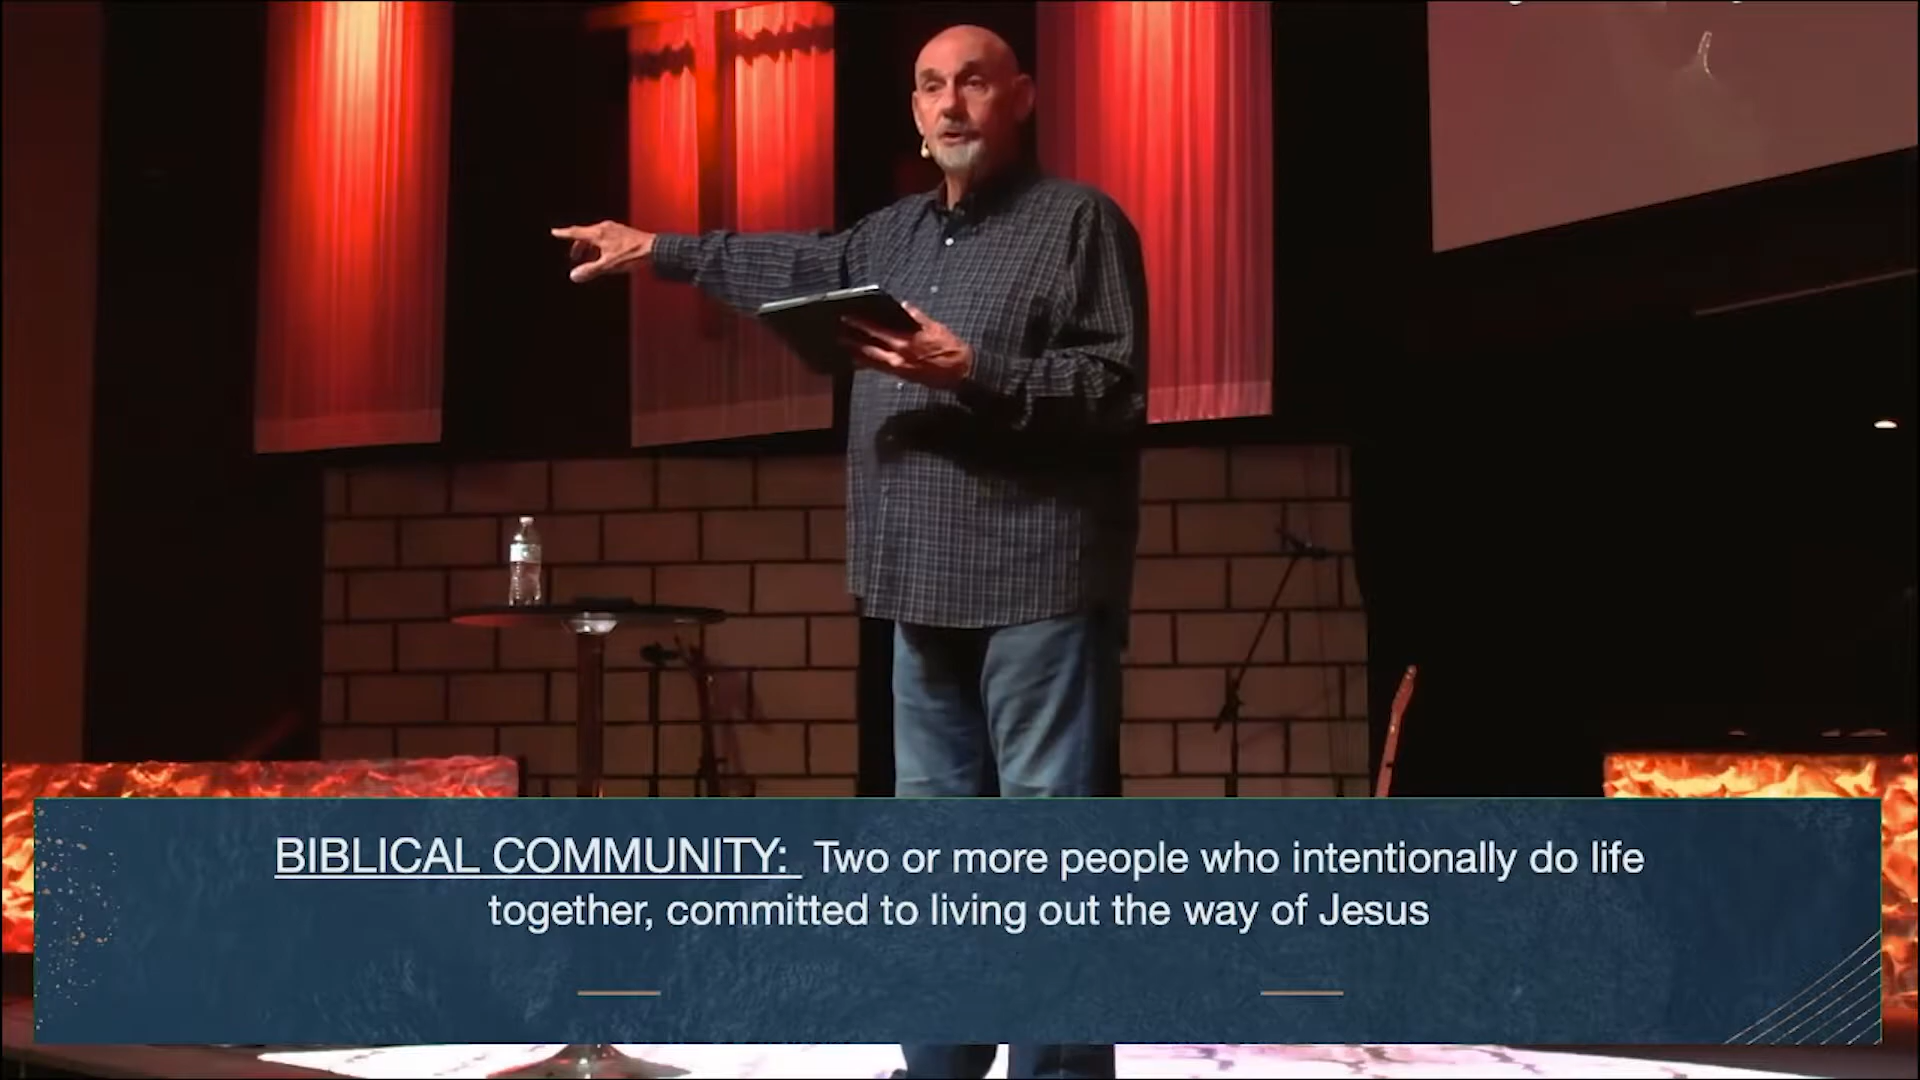 BIBLICAL COMMUNITY: Two or more people who intentionally do life
together, committed to living out the way of Jesus